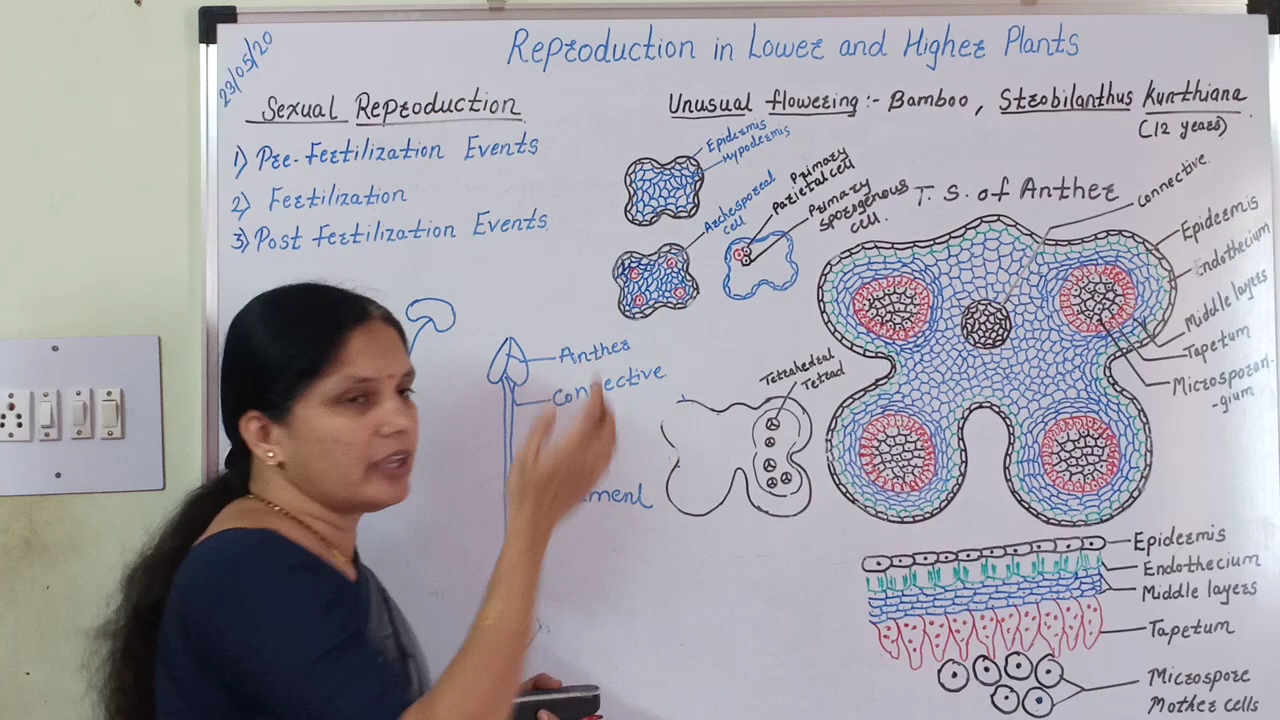 Reproduction in Lower and Higher Plants
23/05/20
Sexual Reproduction
1) Pre-Fertilization Events
2) Fertilization
3) Post Fertilization Events
Unusual flowering :- Bamboo, Strobilanthus Kunthiana
(12 years)
Epidermis
Hypodermis
Archesporeal
cell
Primary
Parietal cell
Primary
Sporogenous
cell.
T. S. of Anther
connective.
Epidermis
Endothecium
Middle layers
Tapetum
Microsporan-
-gium
Anther
Connective.
Tetrahedral
Tetrad
Epidermis
Endothecium
Middle layers
Tapetum
Microspore
Mother cells